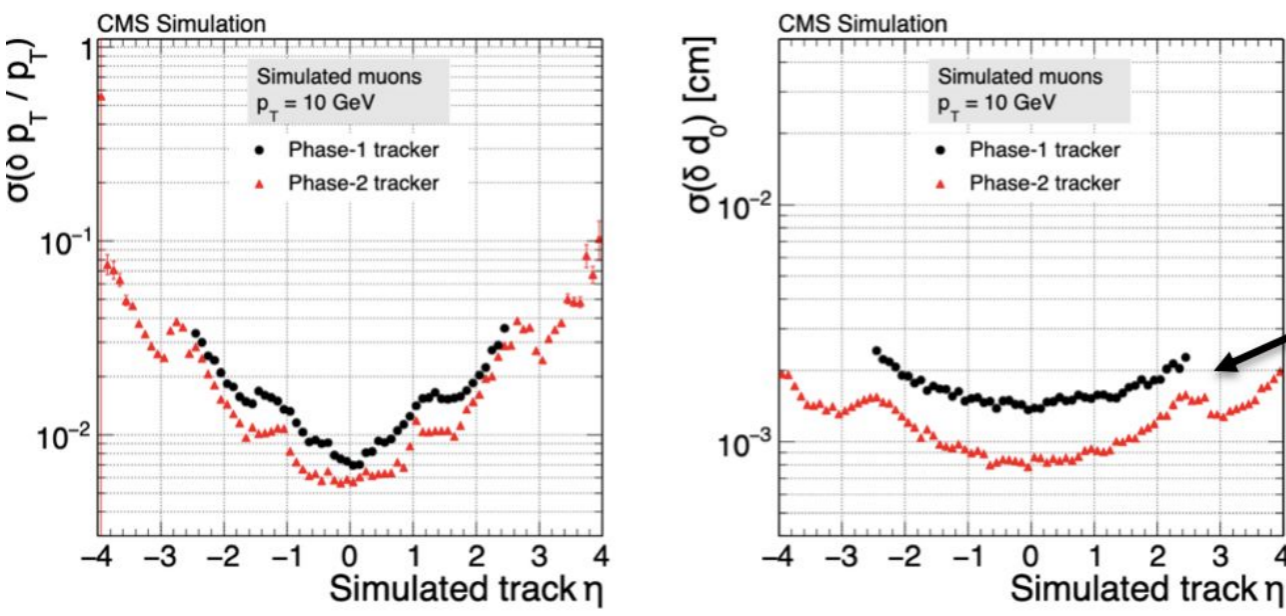 CMS Simulation
σ(δ p_T / p_T)
1
10⁻¹
10⁻²
Simulated muons
p_T = 10 GeV
Phase-1 tracker
Phase-2 tracker
−4 −3 −2 −1 0 1 2 3 4
Simulated track η
CMS Simulation
σ(δ d₀) [cm]
10⁻²
10⁻³
Simulated muons
p_T = 10 GeV
Phase-1 tracker
Phase-2 tracker
−4 −3 −2 −1 0 1 2 3 4
Simulated track η